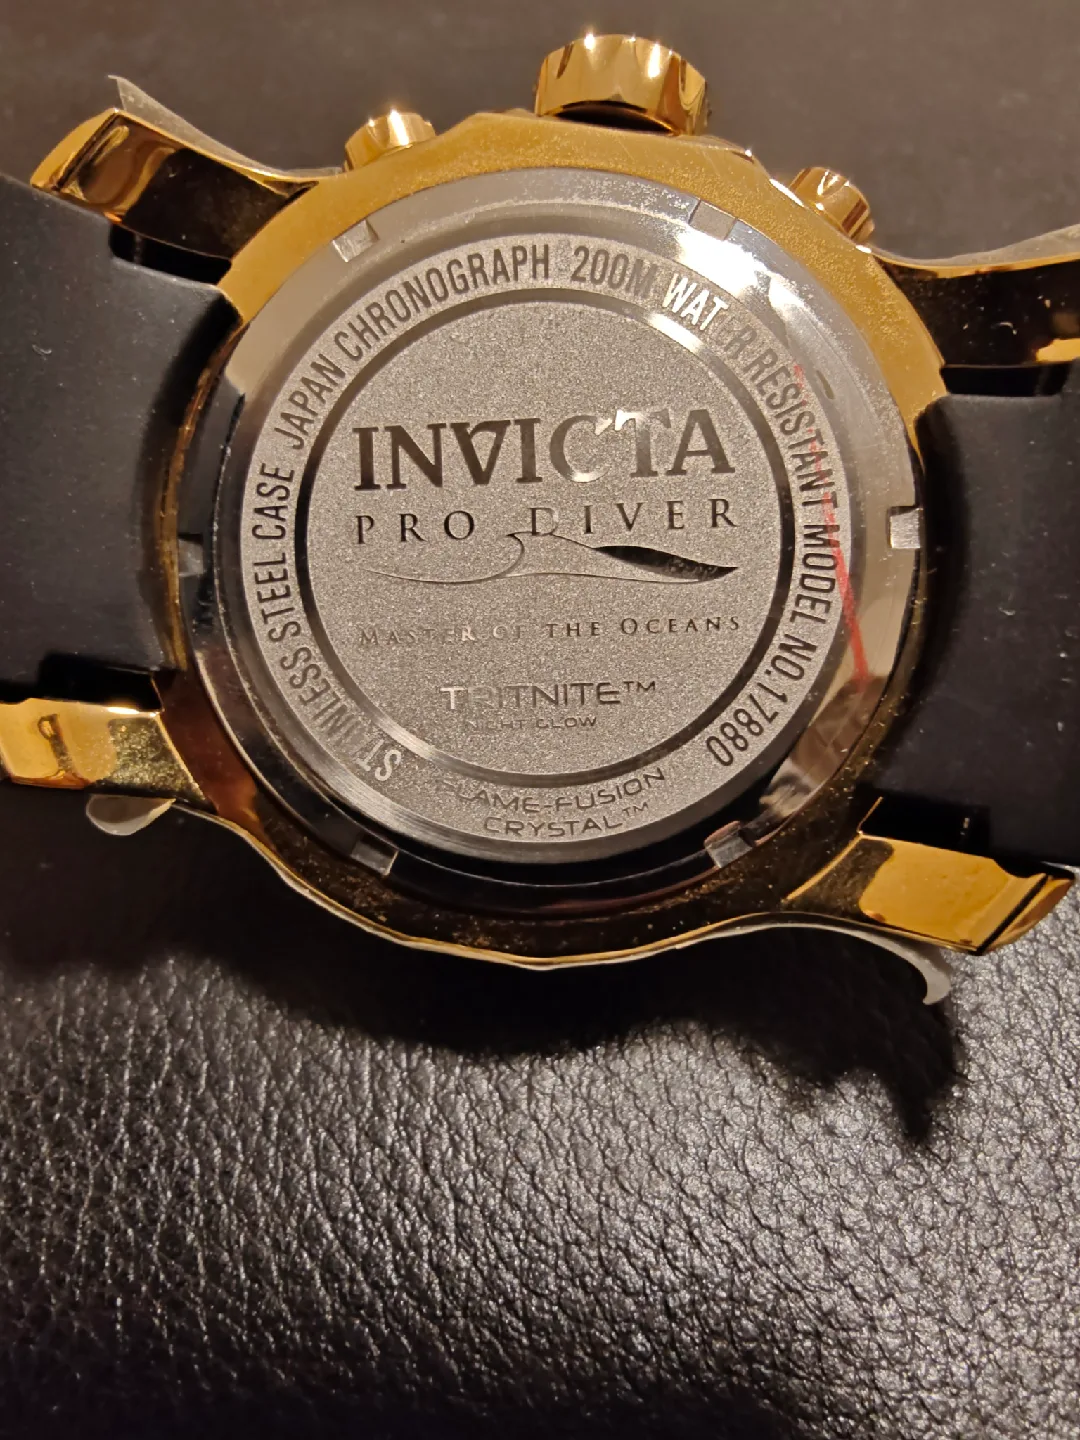 STAINLESS STEEL CASE JAPAN CHRONOGRAPH 200M WATER RESISTANT MODEL NO.17880
INVICTA
PRO DIVER
MASTER OF THE OCEANS
TRITNITE™
NIGHT GLOW
FLAME-FUSION
CRYSTAL™